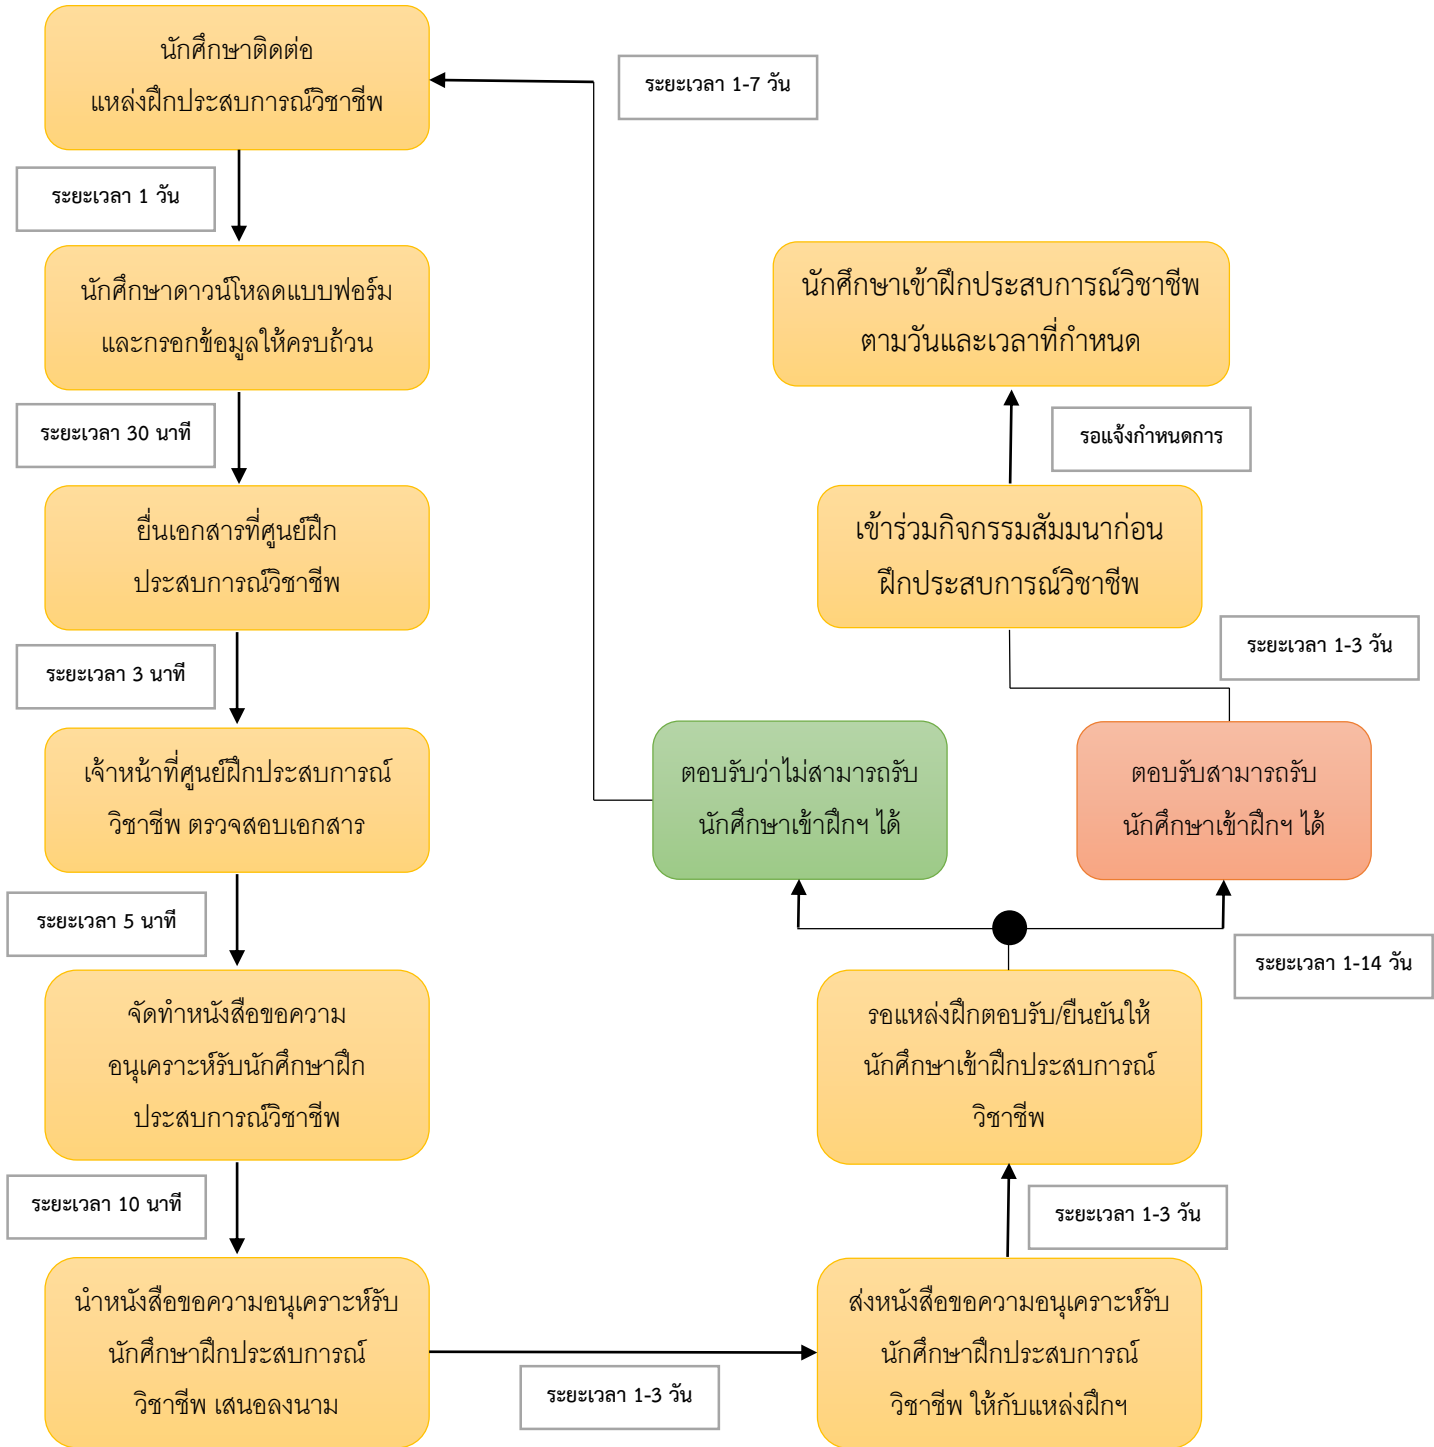 นักศึกษาติดต่อ
แหล่งฝึกประสบการณ์วิชาชีพ
ระยะเวลา 1 วัน
นักศึกษาดาวน์โหลดแบบฟอร์ม
และกรอกข้อมูลให้ครบถ้วน
ระยะเวลา 30 นาที
ยื่นเอกสารที่ศูนย์ฝึก
ประสบการณ์วิชาชีพ
ระยะเวลา 3 นาที
เจ้าหน้าที่ศูนย์ฝึกประสบการณ์
วิชาชีพ ตรวจสอบเอกสาร
ระยะเวลา 5 นาที
จัดทำหนังสือขอความ
อนุเคราะห์รับนักศึกษาฝึก
ประสบการณ์วิชาชีพ
ระยะเวลา 10 นาที
นำหนังสือขอความอนุเคราะห์รับ
นักศึกษาฝึกประสบการณ์
วิชาชีพ เสนอลงนาม
ระยะเวลา 1-3 วัน
ส่งหนังสือขอความอนุเคราะห์รับ
นักศึกษาฝึกประสบการณ์
วิชาชีพ ให้กับแหล่งฝึกฯ
ระยะเวลา 1-3 วัน
รอแหล่งฝึกตอบรับ/ยืนยันให้
นักศึกษาเข้าฝึกประสบการณ์
วิชาชีพ
ระยะเวลา 1-14 วัน
ตอบรับว่าไม่สามารถรับ
นักศึกษาเข้าฝึกฯ ได้
ระยะเวลา 1-7 วัน
ตอบรับสามารถรับ
นักศึกษาเข้าฝึกฯ ได้
ระยะเวลา 1-3 วัน
เข้าร่วมกิจกรรมสัมมนาก่อน
ฝึกประสบการณ์วิชาชีพ
รอแจ้งกำหนดการ
นักศึกษาเข้าฝึกประสบการณ์วิชาชีพ
ตามวันและเวลาที่กำหนด